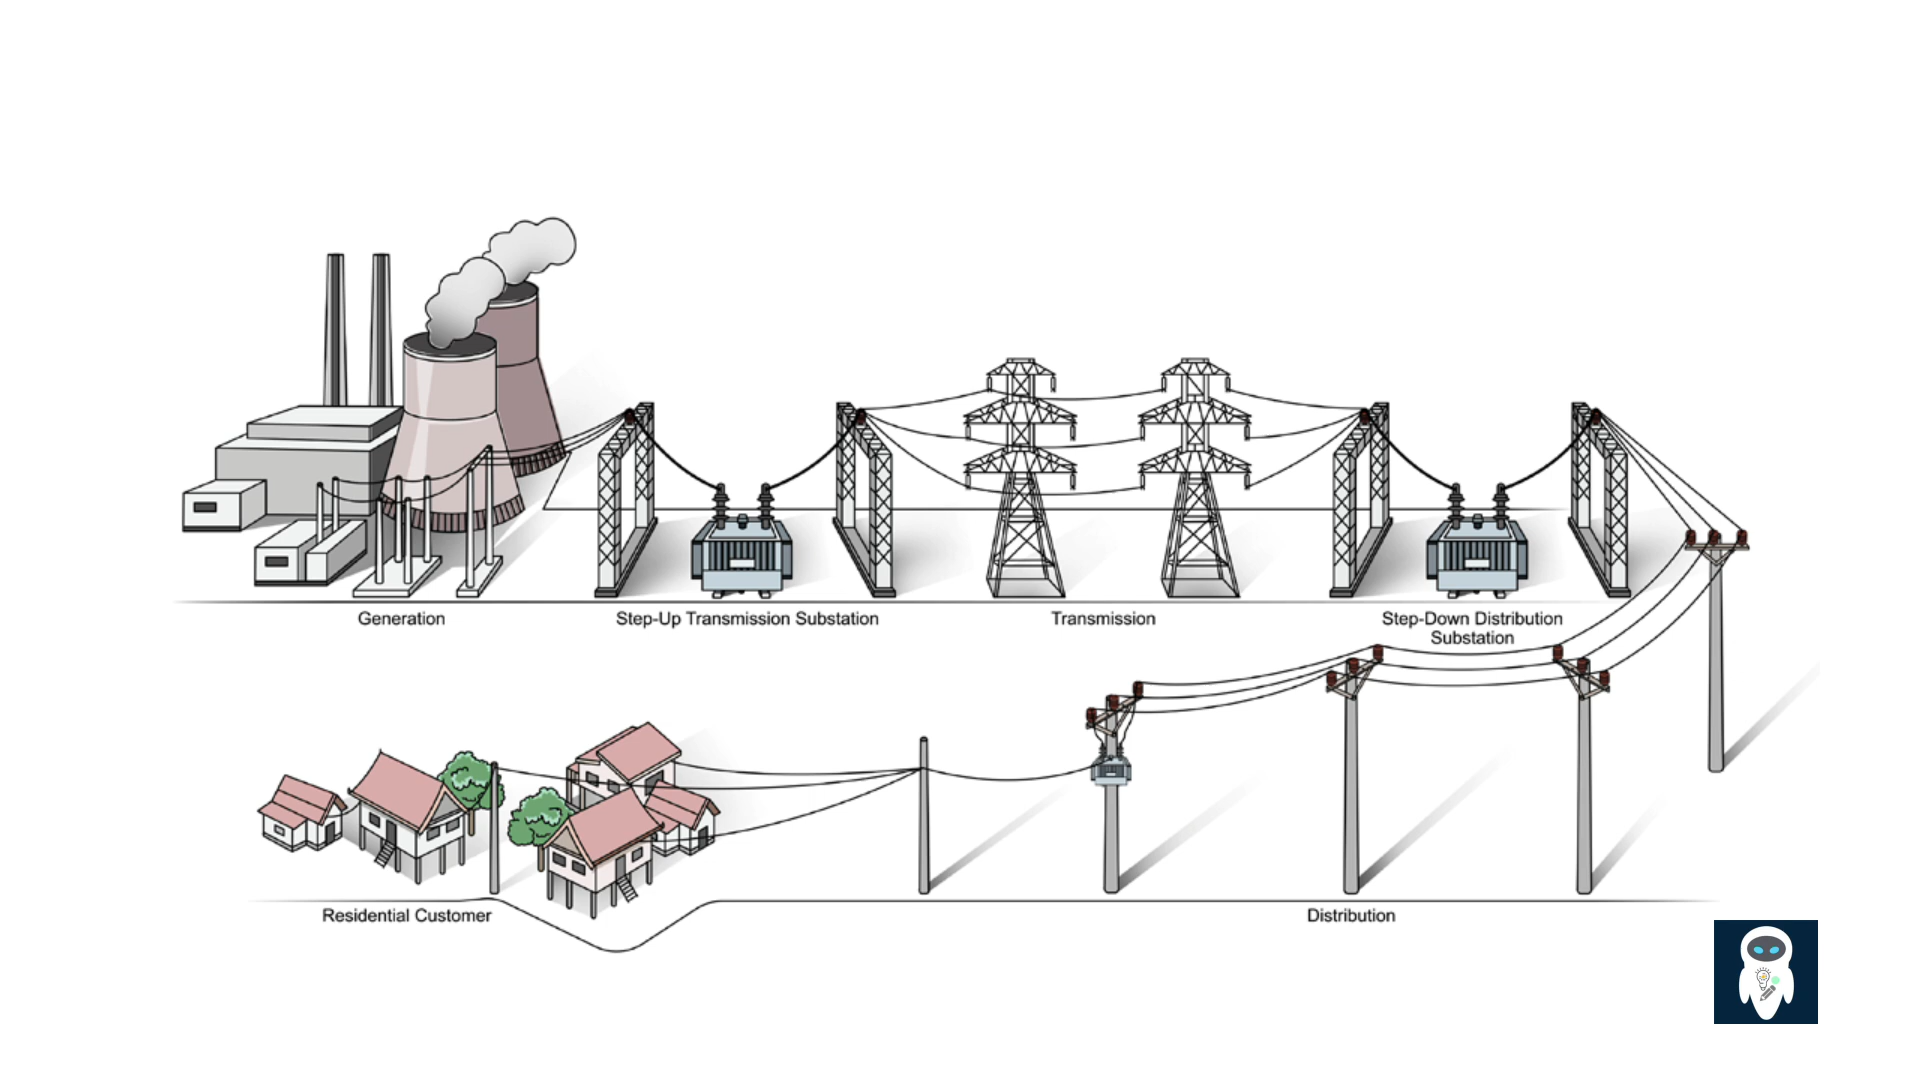 Generation
Step-Up Transmission Substation
Transmission
Step-Down Distribution
Substation
Residential Customer
Distribution